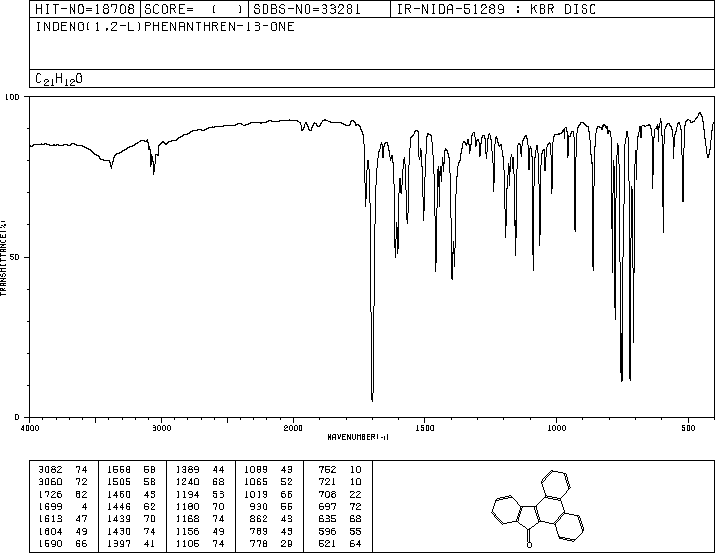 HIT-NO=18708 SCORE= ( ) SDBS-NO=33281 IR-NIDA-51289 : KBR DISC
INDENO(1,2-L)PHENANTHREN-13-ONE
C21H12O
100
50
0
TRANSMITTANCE(%)
4000 3000 2000 1500 1000 500
WAVENUMBER(-1)
3082 74 1568 58 1389 44 1089 43 752 10
3060 72 1505 58 1240 68 1065 52 721 10
1726 62 1460 45 1194 53 1019 66 708 22
1699 4 1446 62 1180 70 930 55 697 72
1613 47 1439 70 1168 74 862 43 635 68
1604 49 1430 74 1156 49 789 43 596 55
1590 66 1397 41 1105 74 778 29 521 64
O